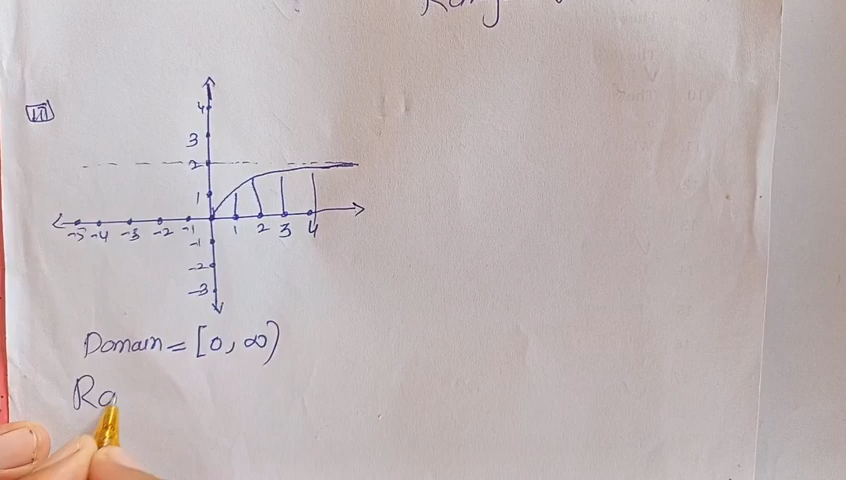 iii
4
3
2
1
-5 -4 -3 -2 -1 1 2 3 4
-1
-2
-3
Domain = [0, ∞)
Ra